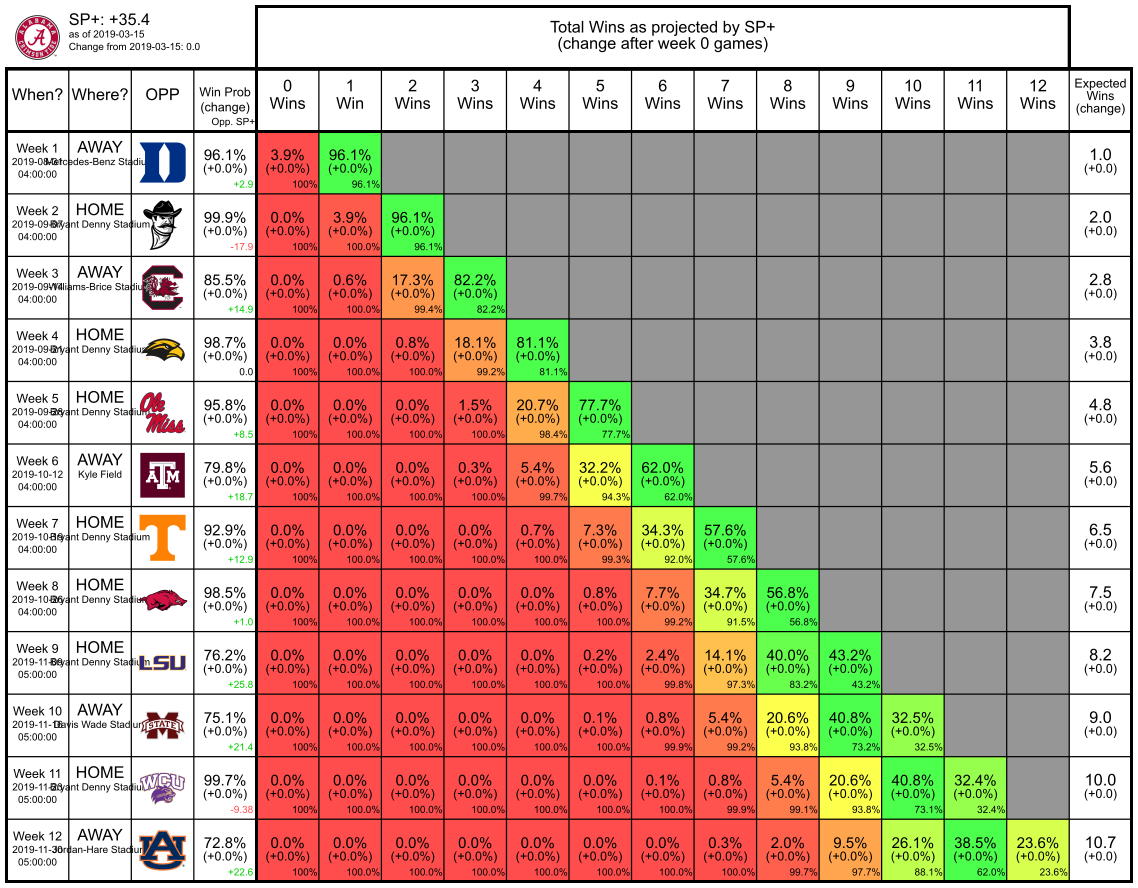 ALABAMA
A
CRIMSON TIDE
SP+: +35.4
as of 2019-03-15
Change from 2019-03-15: 0.0
Total Wins as projected by SP+
(change after week 0 games)
When? Where? OPP Win Prob (change) Opp. SP+ 0 Wins 1 Win 2 Wins 3 Wins 4 Wins 5 Wins 6 Wins 7 Wins 8 Wins 9 Wins 10 Wins 11 Wins 12 Wins Expected Wins (change)
Week 1 AWAY D 96.1% 3.9% 96.1% 1.0
Mercedes-Benz Stadium (+0.0%) (+0.0%) (+0.0%) (+0.0)
04:00:00 +2.9 100% 96.1%
Week 2 HOME 99.9% 0.0% 3.9% 96.1% 2.0
Bryant Denny Stadium (+0.0%) (+0.0%) (+0.0%) (+0.0%) (+0.0)
04:00:00 -17.9 100% 100.0% 96.1%
Week 3 AWAY C 85.5% 0.0% 0.6% 17.3% 82.2% 2.8
Williams-Brice Stadium (+0.0%) (+0.0%) (+0.0%) (+0.0%) (+0.0%) (+0.0)
04:00:00 +14.9 100% 100.0% 99.4% 82.2%
Week 4 HOME 98.7% 0.0% 0.0% 0.8% 18.1% 81.1% 3.8
Bryant Denny Stadium (+0.0%) (+0.0%) (+0.0%) (+0.0%) (+0.0%) (+0.0%) (+0.0)
04:00:00 0.0 100% 100.0% 100.0% 99.2% 81.1%
Week 5 HOME Ole Miss 95.8% 0.0% 0.0% 0.0% 1.5% 20.7% 77.7% 4.8
Bryant Denny Stadium (+0.0%) (+0.0%) (+0.0%) (+0.0%) (+0.0%) (+0.0%) (+0.0%) (+0.0)
04:00:00 +8.5 100% 100.0% 100.0% 100.0% 98.4% 77.7%
Week 6 AWAY ATM 79.8% 0.0% 0.0% 0.0% 0.3% 5.4% 32.2% 62.0% 5.6
2019-10-12 Kyle Field (+0.0%) (+0.0%) (+0.0%) (+0.0%) (+0.0%) (+0.0%) (+0.0%) (+0.0%) (+0.0)
04:00:00 +18.7 100% 100.0% 100.0% 100.0% 99.7% 94.3% 62.0%
Week 7 HOME T 92.9% 0.0% 0.0% 0.0% 0.0% 0.7% 7.3% 34.3% 57.6% 6.5
Bryant Denny Stadium (+0.0%) (+0.0%) (+0.0%) (+0.0%) (+0.0%) (+0.0%) (+0.0%) (+0.0%) (+0.0%) (+0.0)
04:00:00 +12.9 100% 100.0% 100.0% 100.0% 100.0% 99.3% 92.0% 57.6%
Week 8 HOME 98.5% 0.0% 0.0% 0.0% 0.0% 0.0% 0.8% 7.7% 34.7% 56.8% 7.5
Bryant Denny Stadium (+0.0%) (+0.0%) (+0.0%) (+0.0%) (+0.0%) (+0.0%) (+0.0%) (+0.0%) (+0.0%) (+0.0%) (+0.0)
04:00:00 +1.0 100% 100.0% 100.0% 100.0% 100.0% 100.0% 99.2% 91.5% 56.8%
Week 9 HOME LSU 76.2% 0.0% 0.0% 0.0% 0.0% 0.0% 0.2% 2.4% 14.1% 40.0% 43.2% 8.2
Bryant Denny Stadium (+0.0%) (+0.0%) (+0.0%) (+0.0%) (+0.0%) (+0.0%) (+0.0%) (+0.0%) (+0.0%) (+0.0%) (+0.0%) (+0.0)
05:00:00 +25.8 100% 100.0% 100.0% 100.0% 100.0% 100.0% 99.8% 97.3% 83.2% 43.2%
Week 10 AWAY STATE 75.1% 0.0% 0.0% 0.0% 0.0% 0.0% 0.1% 0.8% 5.4% 20.6% 40.8% 32.5% 9.0
Davis Wade Stadium (+0.0%) (+0.0%) (+0.0%) (+0.0%) (+0.0%) (+0.0%) (+0.0%) (+0.0%) (+0.0%) (+0.0%) (+0.0%) (+0.0%) (+0.0)
05:00:00 +21.4 100% 100.0% 100.0% 100.0% 100.0% 100.0% 99.9% 99.2% 93.8% 73.2% 32.5%
Week 11 HOME WCU 99.7% 0.0% 0.0% 0.0% 0.0% 0.0% 0.0% 0.1% 0.8% 5.4% 20.6% 40.8% 32.4% 10.0
Bryant Denny Stadium (+0.0%) (+0.0%) (+0.0%) (+0.0%) (+0.0%) (+0.0%) (+0.0%) (+0.0%) (+0.0%) (+0.0%) (+0.0%) (+0.0%) (+0.0%) (+0.0)
05:00:00 -9.38 100% 100.0% 100.0% 100.0% 100.0% 100.0% 100.0% 99.9% 99.1% 93.8% 73.1% 32.4%
Week 12 AWAY AU 72.8% 0.0% 0.0% 0.0% 0.0% 0.0% 0.0% 0.0% 0.3% 2.0% 9.5% 26.1% 38.5% 23.6% 10.7
2019-11-30 Jordan-Hare Stadium (+0.0%) (+0.0%) (+0.0%) (+0.0%) (+0.0%) (+0.0%) (+0.0%) (+0.0%) (+0.0%) (+0.0%) (+0.0%) (+0.0%) (+0.0%) (+0.0%) (+0.0)
05:00:00 +22.6 100% 100.0% 100.0% 100.0% 100.0% 100.0% 100.0% 100.0% 99.7% 97.7% 88.1% 62.0% 23.6%